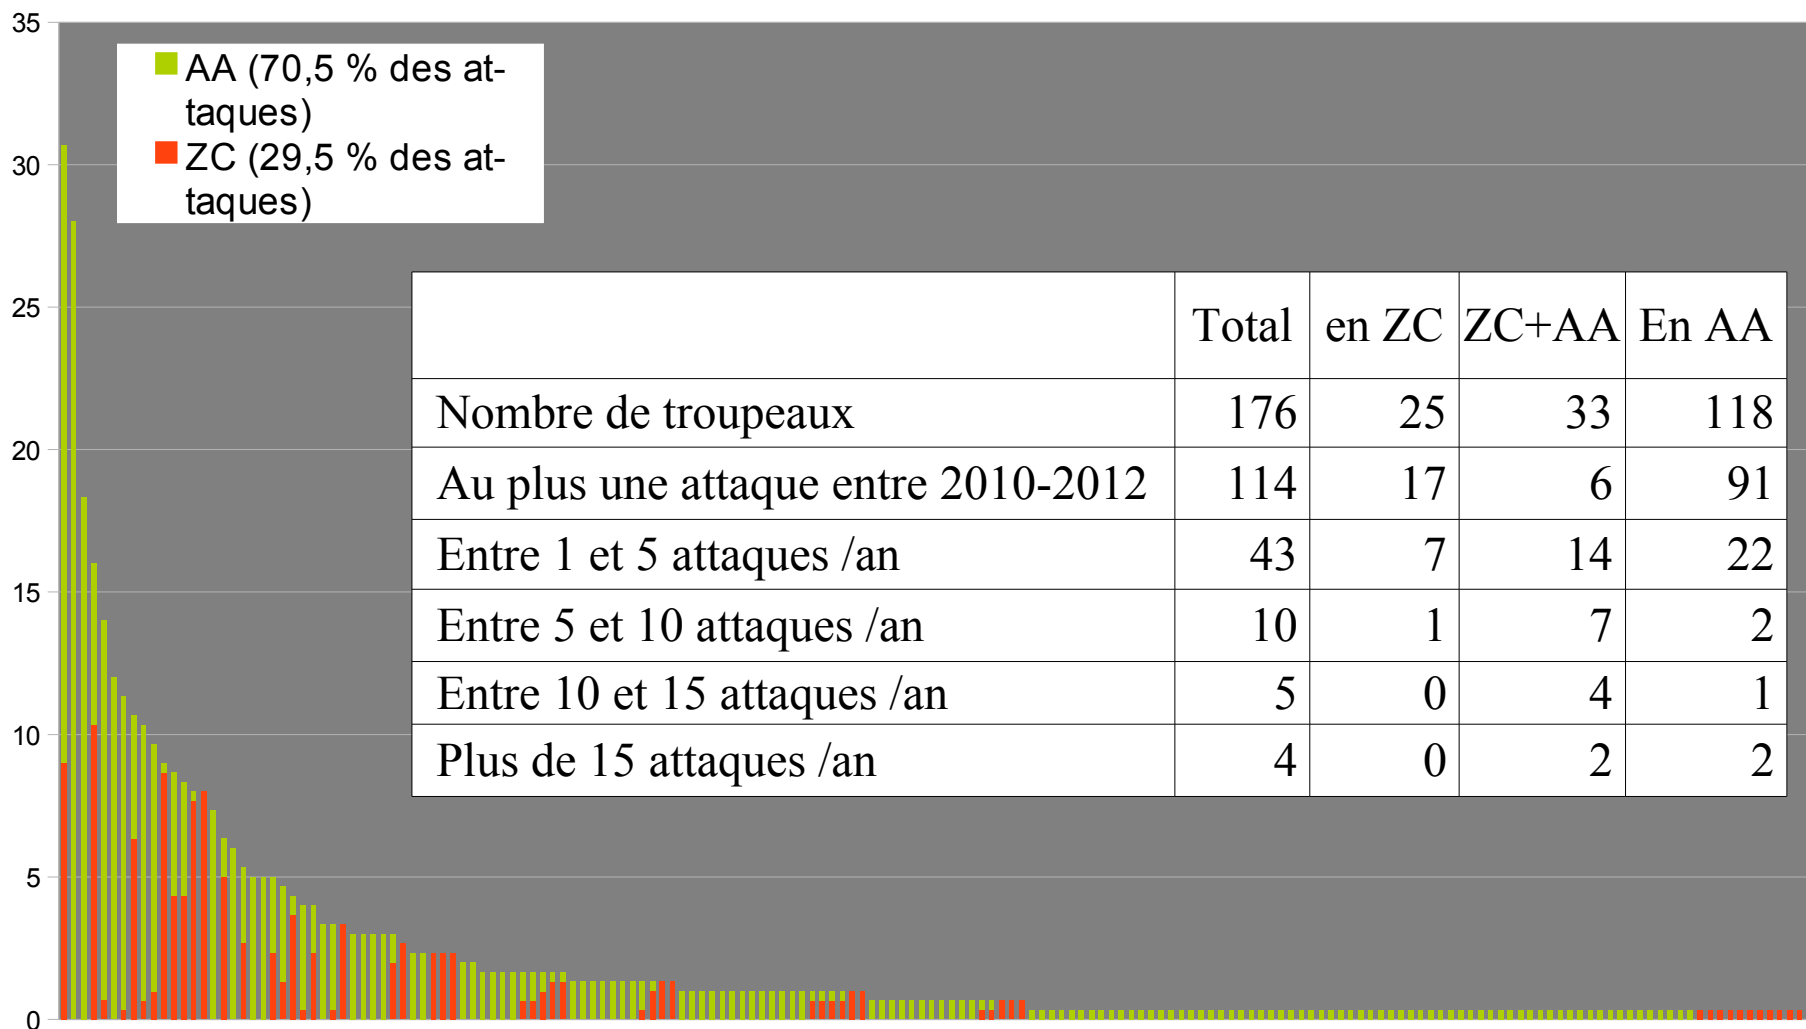 35
30
25
20
15
10
5
0
AA (70,5 % des at-
taques)
ZC (29,5 % des at-
taques)
Total en ZC ZC+AA En AA
Nombre de troupeaux 176 25 33 118
Au plus une attaque entre 2010-2012 114 17 6 91
Entre 1 et 5 attaques /an 43 7 14 22
Entre 5 et 10 attaques /an 10 1 7 2
Entre 10 et 15 attaques /an 5 0 4 1
Plus de 15 attaques /an 4 0 2 2